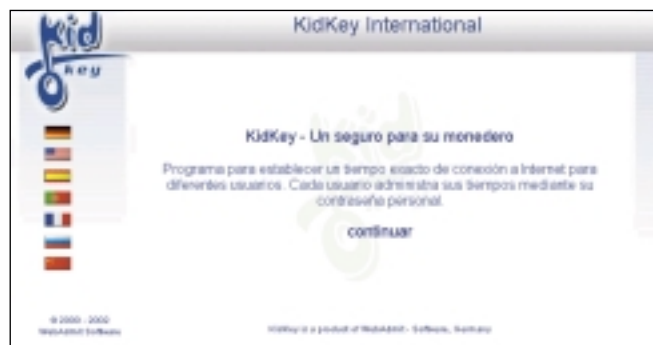 Kid
Key
KidKey International
KidKey - Un seguro para su monedero
Programa para establecer un tiempo exacto de conexión a Internet para
diferentes usuarios. Cada usuario administra sus tiempos mediante su
contraseña personal.
continuar
© 2000 - 2002
WebAdmit Software
KidKey is a product of WebAdmit - Software, Germany